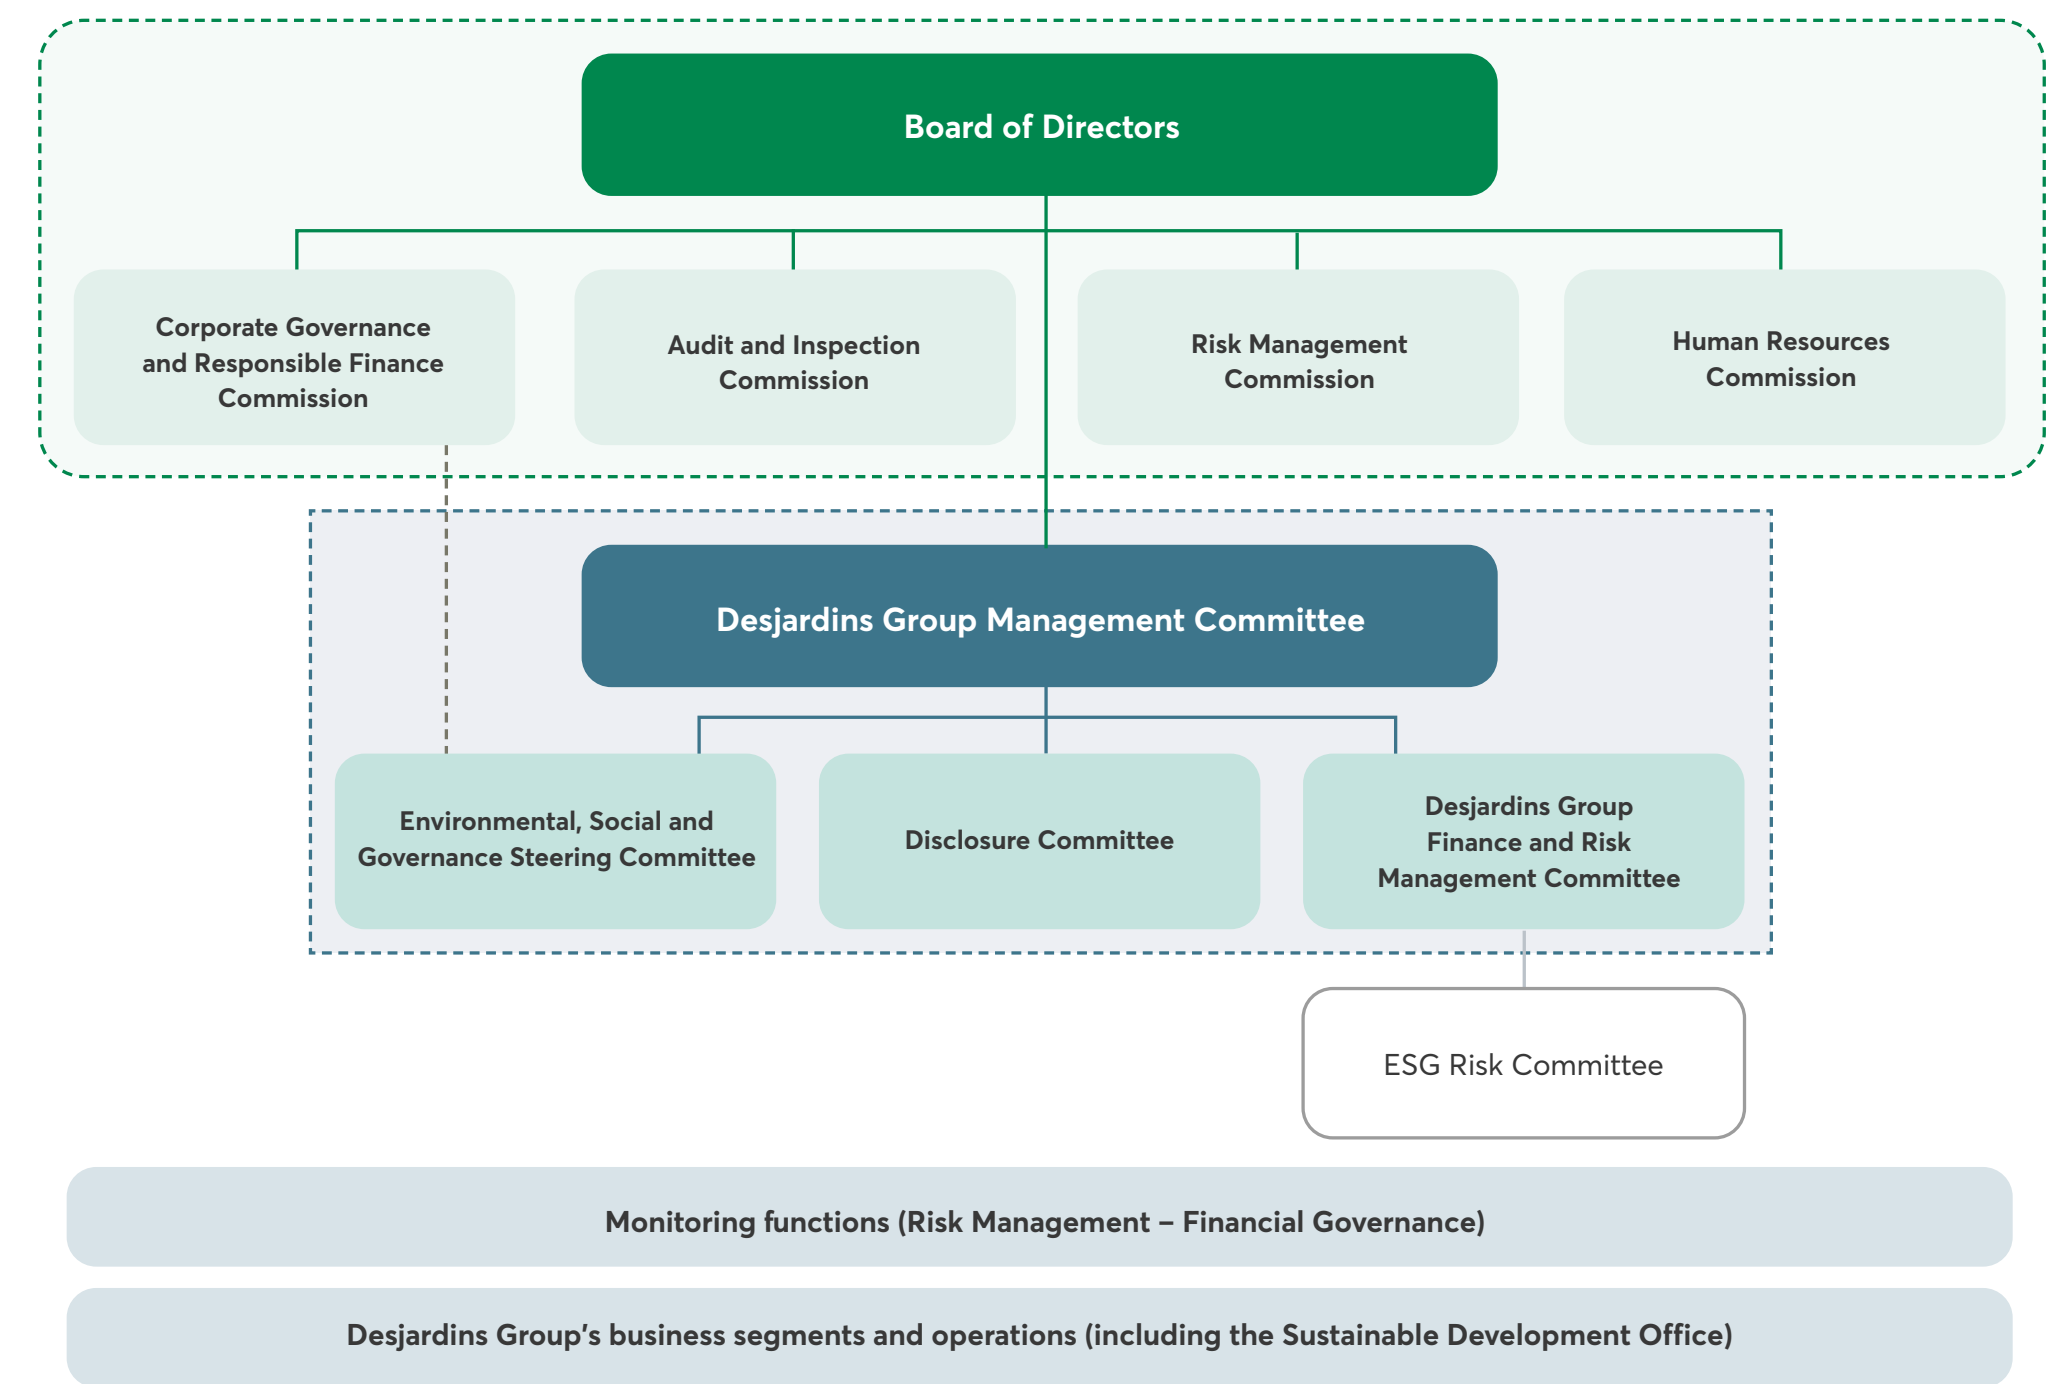 Board of Directors
Corporate Governance
and Responsible Finance
Commission
Audit and Inspection
Commission
Risk Management
Commission
Human Resources
Commission
Desjardins Group Management Committee
Environmental, Social and
Governance Steering Committee
Disclosure Committee
Desjardins Group
Finance and Risk
Management Committee
ESG Risk Committee
Monitoring functions (Risk Management – Financial Governance)
Desjardins Group’s business segments and operations (including the Sustainable Development Office)